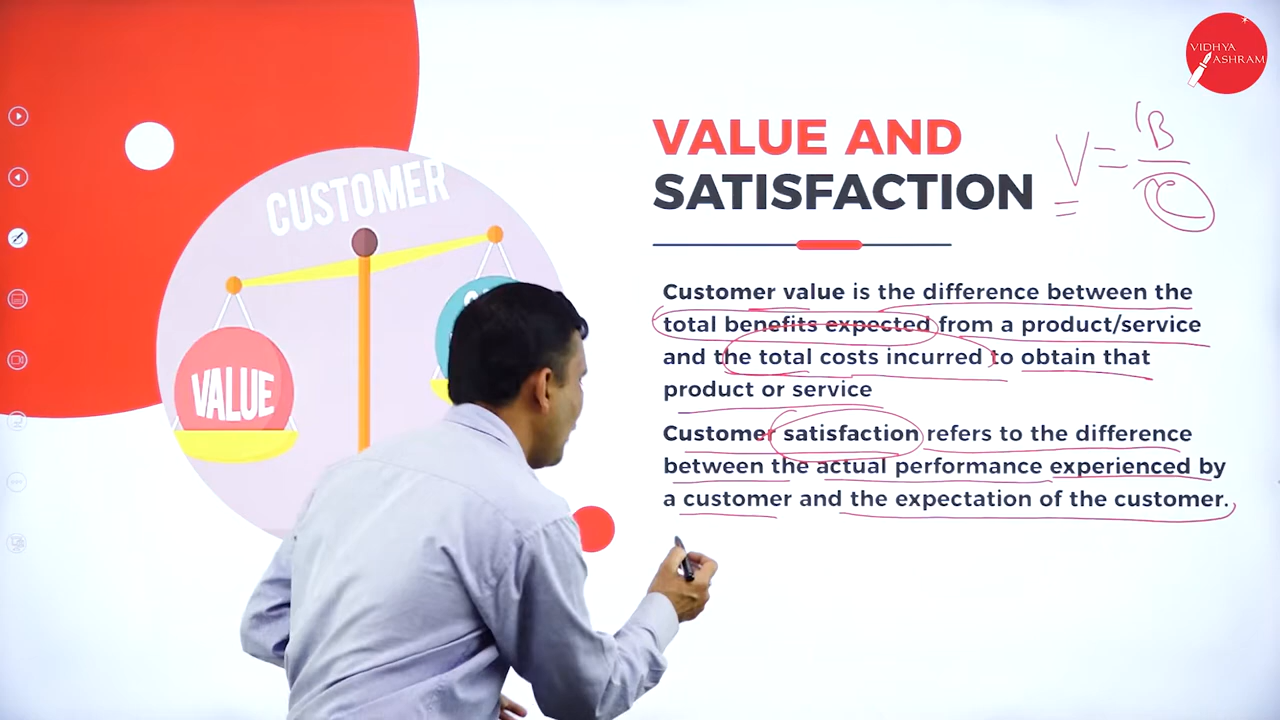 VIDHYA
ASHRAM
VALUE AND
SATISFACTION
V = B
C
CUSTOMER
VALUE
Customer value is the difference between the
total benefits expected from a product/service
and the total costs incurred to obtain that
product or service
Customer satisfaction refers to the difference
between the actual performance experienced by
a customer and the expectation of the customer.